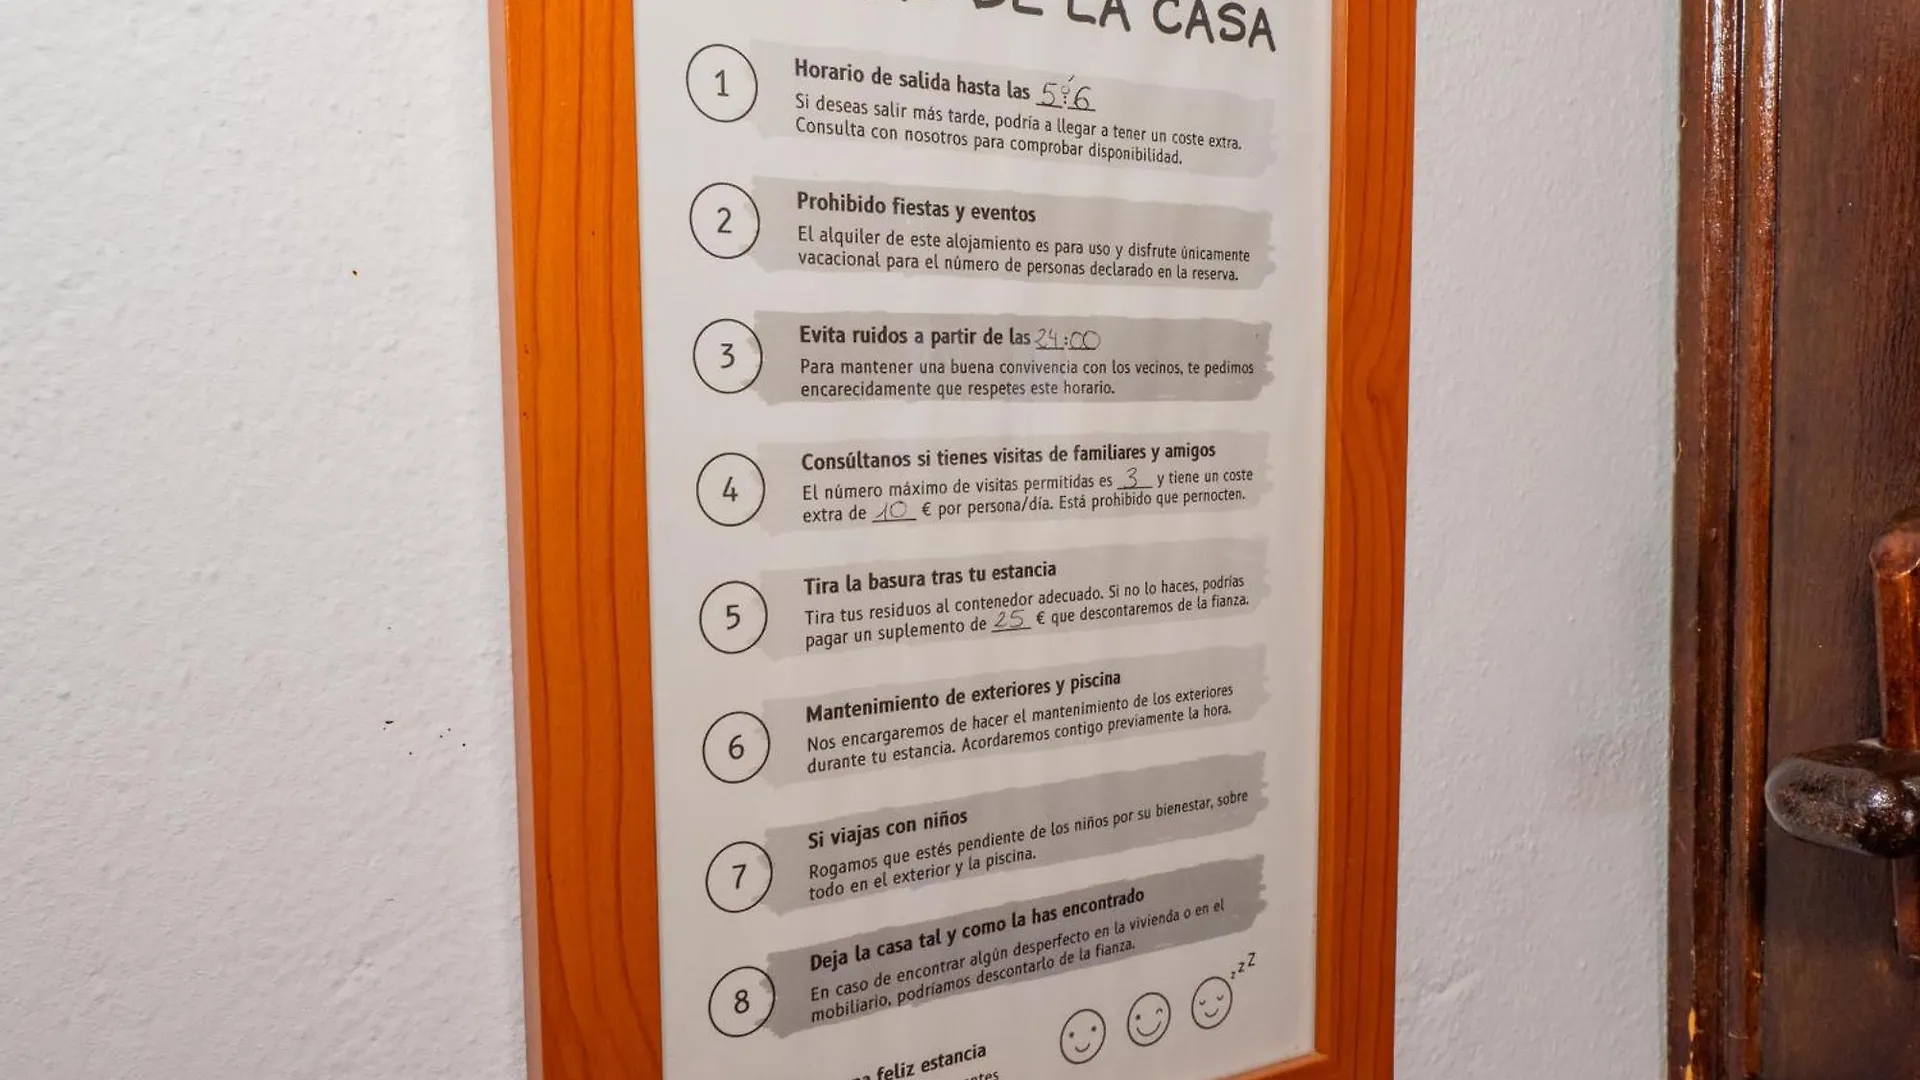 DE LA CASA
1
Horario de salida hasta las
Si deseas salir más tarde, podría a llegar a tener un coste extra.
Consulta con nosotros para comprobar disponibilidad.
2
Prohibido fiestas y eventos
El alquiler de este alojamiento es para uso y disfrute únicamente
vacacional para el número de personas declarado en la reserva.
3
Evita ruidos a partir de las 24:00
Para mantener una buena convivencia con los vecinos, te pedimos
encarecidamente que respetes este horario.
4
Consúltanos si tienes visitas de familiares y amigos
El número máximo de visitas permitidas es 3 y tiene un coste
extra de 10 € por persona/día. Está prohibido que pernocten.
5
Tira la basura tras tu estancia
Tira tus residuos al contenedor adecuado. Si no lo haces, podrías
pagar un suplemento de 25 € que descontaremos de la fianza.
6
Mantenimiento de exteriores y piscina
Nos encargaremos de hacer el mantenimiento de los exteriores
durante tu estancia. Acordaremos contigo previamente la hora.
7
Si viajas con niños
Rogamos que estés pendiente de los niños por su bienestar, sobre
todo en el exterior y la piscina.
8
Deja la casa tal y como la has encontrado
En caso de encontrar algún desperfecto en la vivienda o en el
mobiliario, podríamos descontarlo de la fianza.
z z Z
feliz estancia